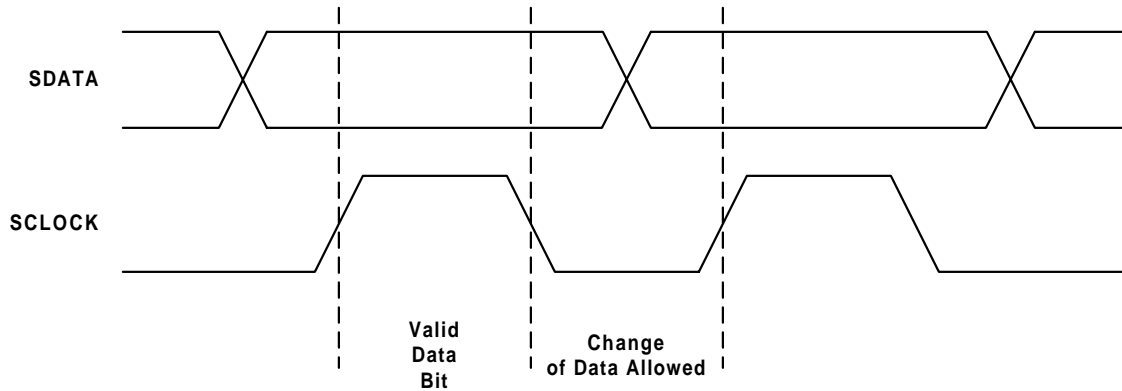 SDATA
SCLOCK
Valid
Data
Bit
Change
of Data Allowed